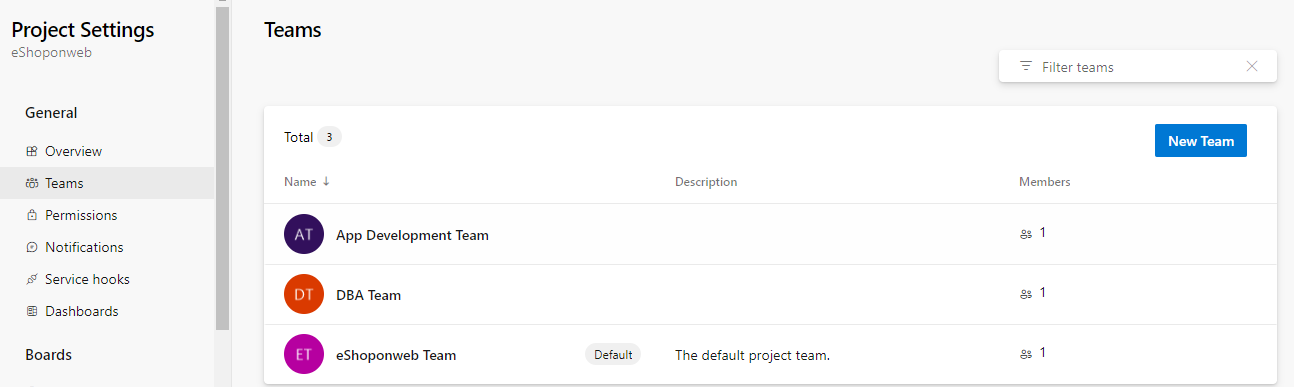 Project Settings
eShoponweb
General
Overview
Teams
Permissions
Notifications
Service hooks
Dashboards
Boards
Teams
Filter teams
Total 3
New Team
Name Description Members
AT App Development Team 1
DT DBA Team 1
ET eShoponweb Team Default The default project team. 1